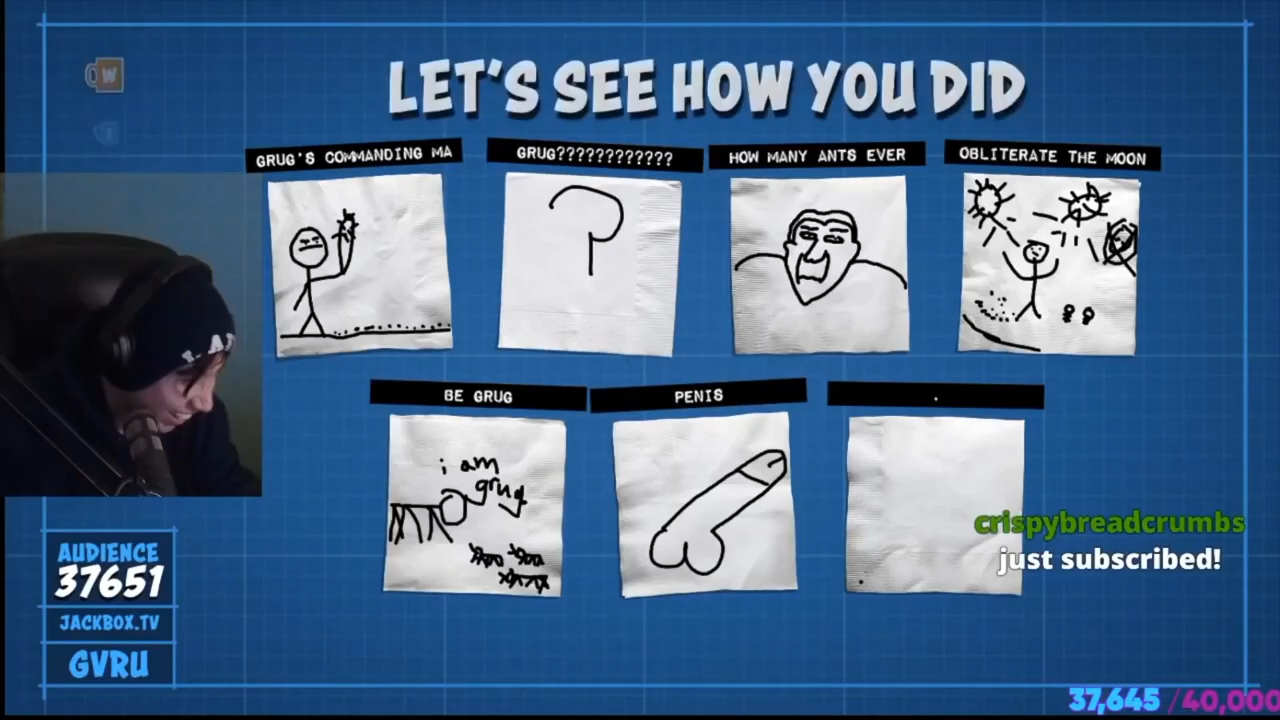 W
LET'S SEE HOW YOU DID
GRUG'S COMMANDING MA
GRUG????????????
HOW MANY ANTS EVER
OBLITERATE THE MOON
BE GRUG
PENIS
.
i am
grug
crispybreadcrumbs
just subscribed!
AUDIENCE
37651
JACKBOX.TV
GVRU
37,645 /40,000